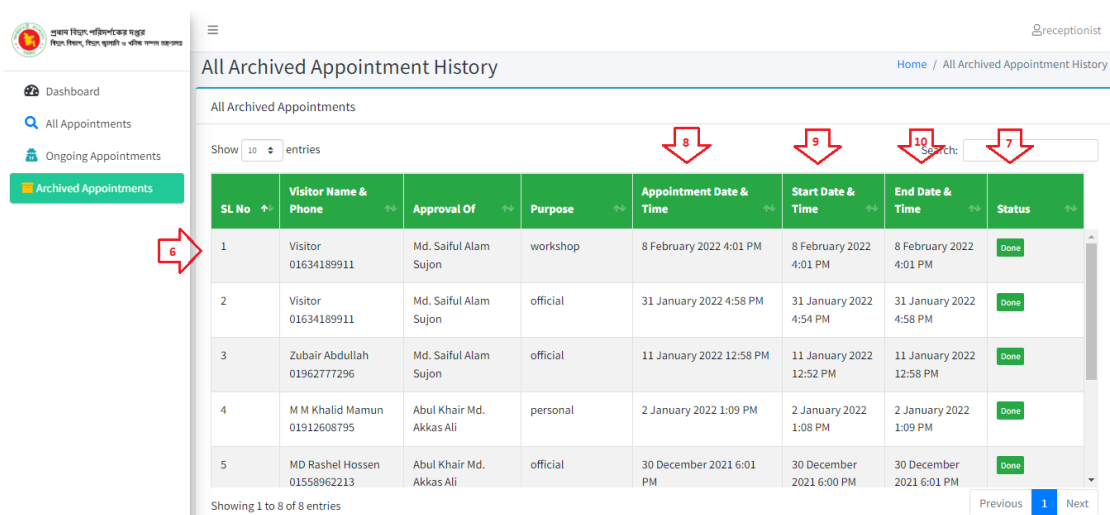 প্রধান বিদ্যুৎ পরিদর্শকের দপ্তর
বিদ্যুৎ বিভাগ, বিদ্যুৎ জ্বালানি ও খনিজ সম্পদ মন্ত্রণালয়
receptionist
All Archived Appointment History
Home / All Archived Appointment History
Dashboard
All Appointments
Ongoing Appointments
Archived Appointments
All Archived Appointments
Show 10 entries
Search:
8
9
10
7
SL No
Visitor Name & Phone
Approval Of
Purpose
Appointment Date & Time
Start Date & Time
End Date & Time
Status
6
1
Visitor
01634189911
Md. Saiful Alam Sujon
workshop
8 February 2022 4:01 PM
8 February 2022 4:01 PM
8 February 2022 4:01 PM
Done
2
Visitor
01634189911
Md. Saiful Alam Sujon
official
31 January 2022 4:58 PM
31 January 2022 4:54 PM
31 January 2022 4:58 PM
Done
3
Zubair Abdullah
01962777296
Md. Saiful Alam Sujon
official
11 January 2022 12:58 PM
11 January 2022 12:52 PM
11 January 2022 12:58 PM
Done
4
M M Khalid Mamun
01912608795
Abul Khair Md. Akkas Ali
personal
2 January 2022 1:09 PM
2 January 2022 1:08 PM
2 January 2022 1:09 PM
Done
5
MD Rashel Hossen
01558962213
Abul Khair Md. Akkas Ali
official
30 December 2021 6:01 PM
30 December 2021 6:00 PM
30 December 2021 6:01 PM
Done
Showing 1 to 8 of 8 entries
Previous 1 Next